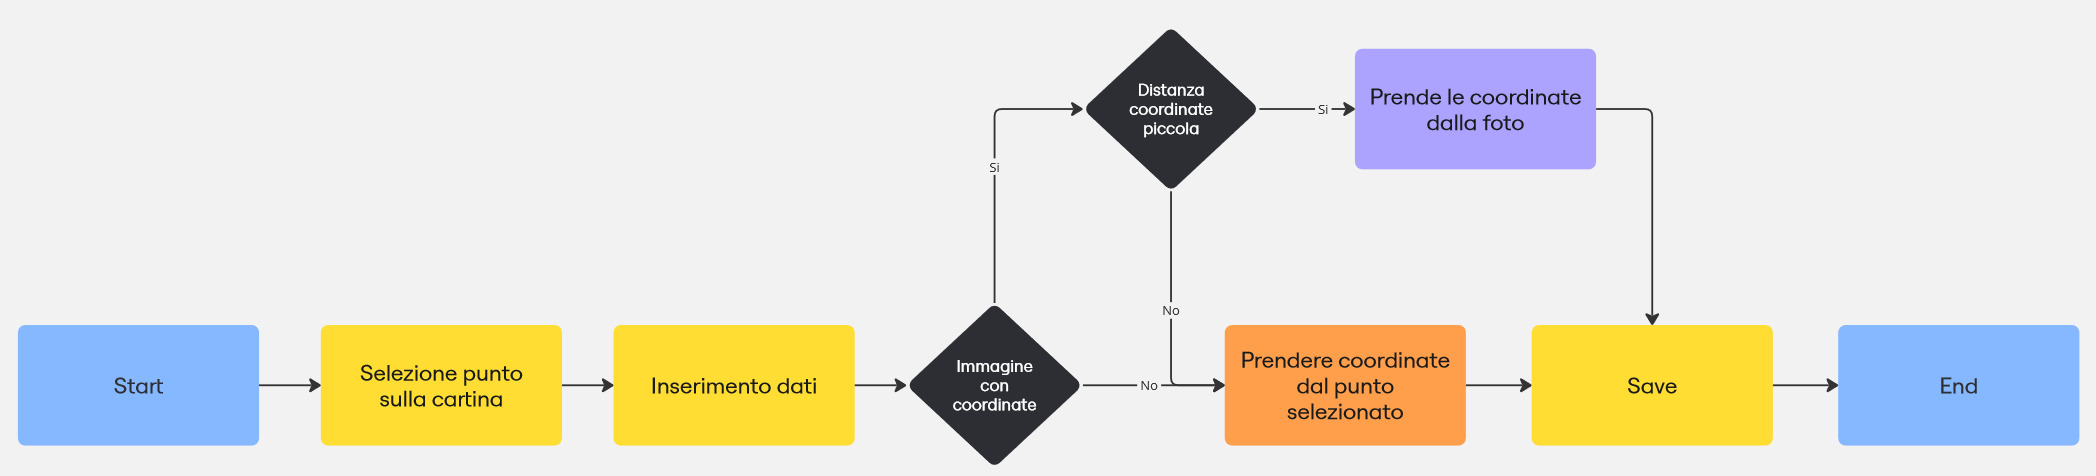 Start
Selezione punto
sulla cartina
Inserimento dati
Immagine
con
coordinate
Si
Distanza
coordinate
piccola
Si
Prende le coordinate
dalla foto
No
No
Prendere coordinate
dal punto
selezionato
Save
End